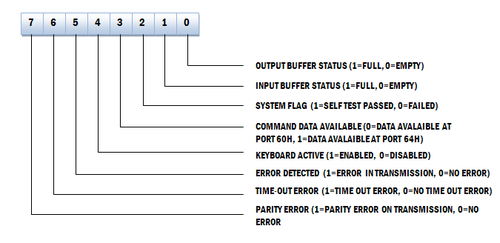 7 6 5 4 3 2 1 0
OUTPUT BUFFER STATUS (1=FULL, 0=EMPTY)
INPUT BUFFER STATUS (1=FULL, 0=EMPTY)
SYSTEM FLAG (1=SELF TEST PASSED, 0=FAILED)
COMMAND DATA AVAILABLE (0=DATA AVALAIBLE AT
PORT 60H, 1=DATA AVALAIBLE AT PORT 64H)
KEYBOARD ACTIVE (1=ENABLED, 0=DISABLED)
ERROR DETECTED (1=ERROR IN TRANSMISSION, 0=NO ERROR)
TIME-OUT ERROR (1=TIME OUT ERROR, 0=NO TIME OUT ERROR)
PARITY ERROR (1=PARITY ERROR ON TRANSMISSION, 0=NO
ERROR